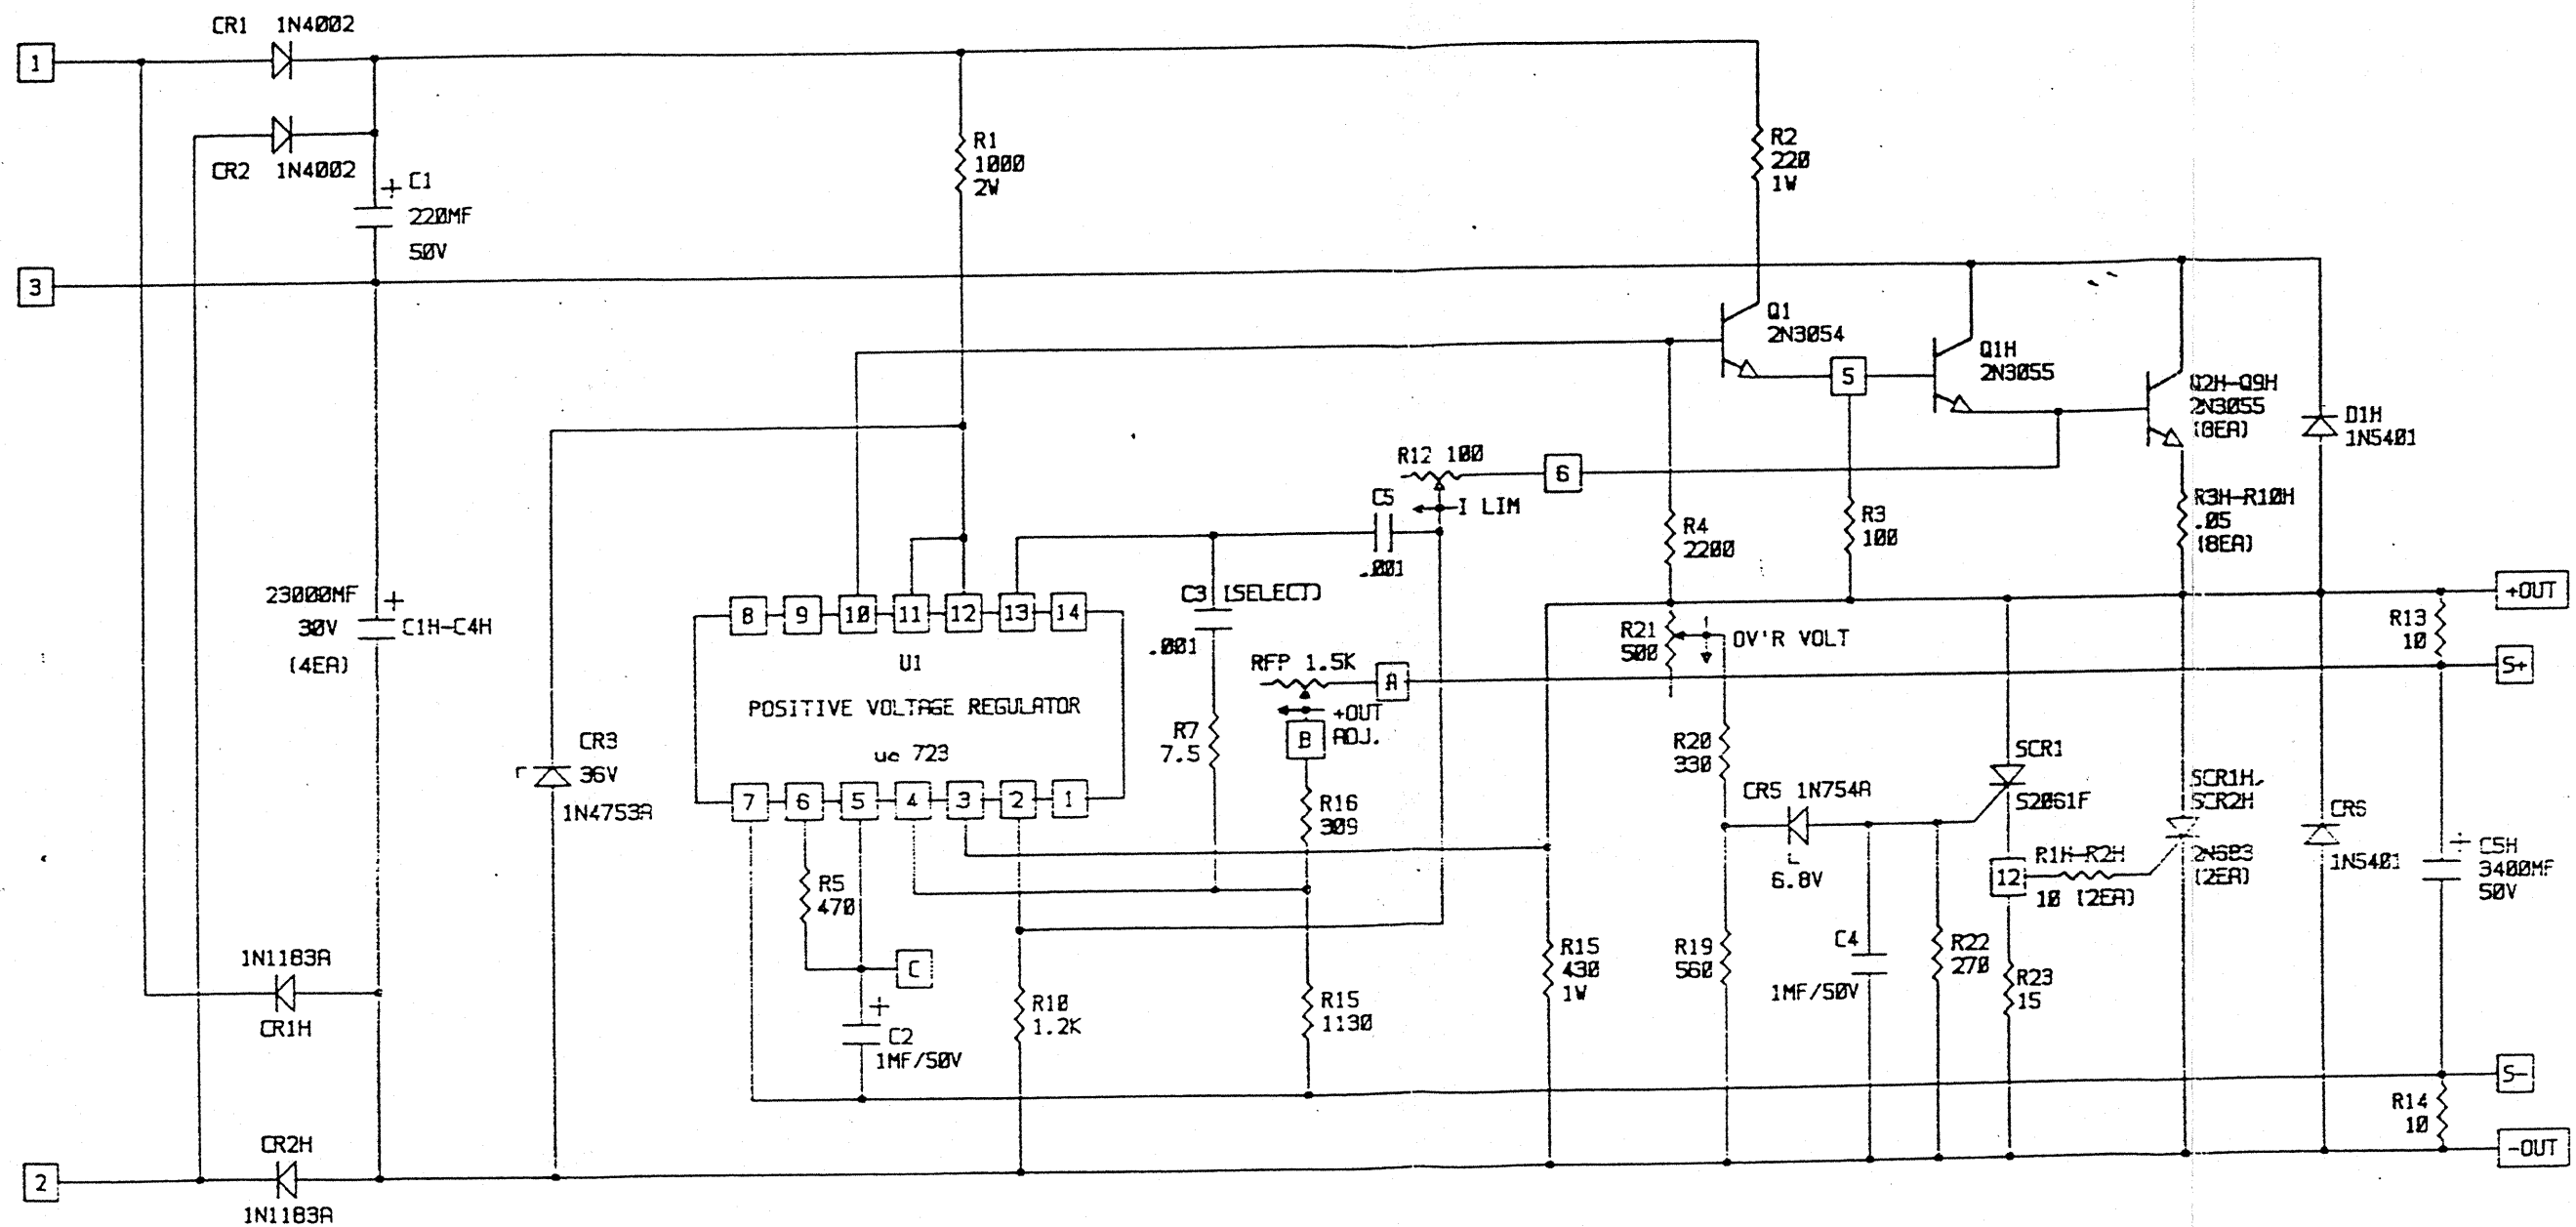 CR1 1N4002
1
CR2 1N4002
C1
220MF
50V
R1
1000
2W
R2
220
1W
3
Q1
2N3054
5
Q1H
2N3055
Q2H-Q9H
2N3055
(8EA)
D1H
1N5401
R12 100
6
I LIM
C5
.001
R4
2200
R3
100
R3H-R10H
.05
(8EA)
23000MF
30V
(4EA)
C1H-C4H
8 9 10 11 12 13 14
U1
POSITIVE VOLTAGE REGULATOR
ue 723
7 6 5 4 3 2 1
C3 (SELECT)
.001
R7
7.5
RFP 1.5K
A
+OUT
ADJ.
B
R16
309
R21
500
OV'R VOLT
+OUT
R13
10
S+
CR3
36V
1N4753A
R20
330
CR5 1N754A
6.8V
SCR1
S2061F
SCR1H,
SCR2H
2N683
(2EA)
12
R1H-R2H
10 (2EA)
CR6
1N5401
C5H
3400MF
50V
R5
470
C
C2
1MF/50V
R10
1.2K
R15
1130
R15
430
1W
R19
560
C4
1MF/50V
R22
270
R23
15
1N1183A
CR1H
S-
R14
10
-OUT
CR2H
2
1N1183A